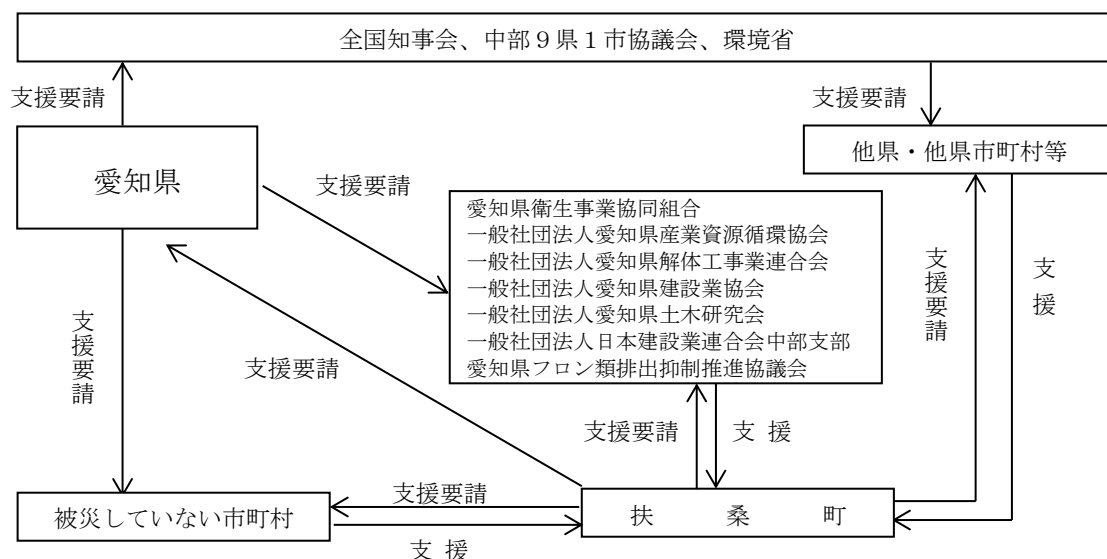 全国知事会、中部９県１市協議会、環境省
支援要請
支援要請
愛知県
他県・他県市町村等
支援要請
愛知県衛生事業協同組合
一般社団法人愛知県産業資源循環協会
一般社団法人愛知県解体工事業連合会
一般社団法人愛知県建設業協会
一般社団法人愛知県土木研究会
一般社団法人日本建設業連合会中部支部
愛知県フロン類排出抑制推進協議会
支援要請
支援
支援要請
支援要請
支援要請
支 援
支援要請
被災していない市町村
扶 桑 町
支 援